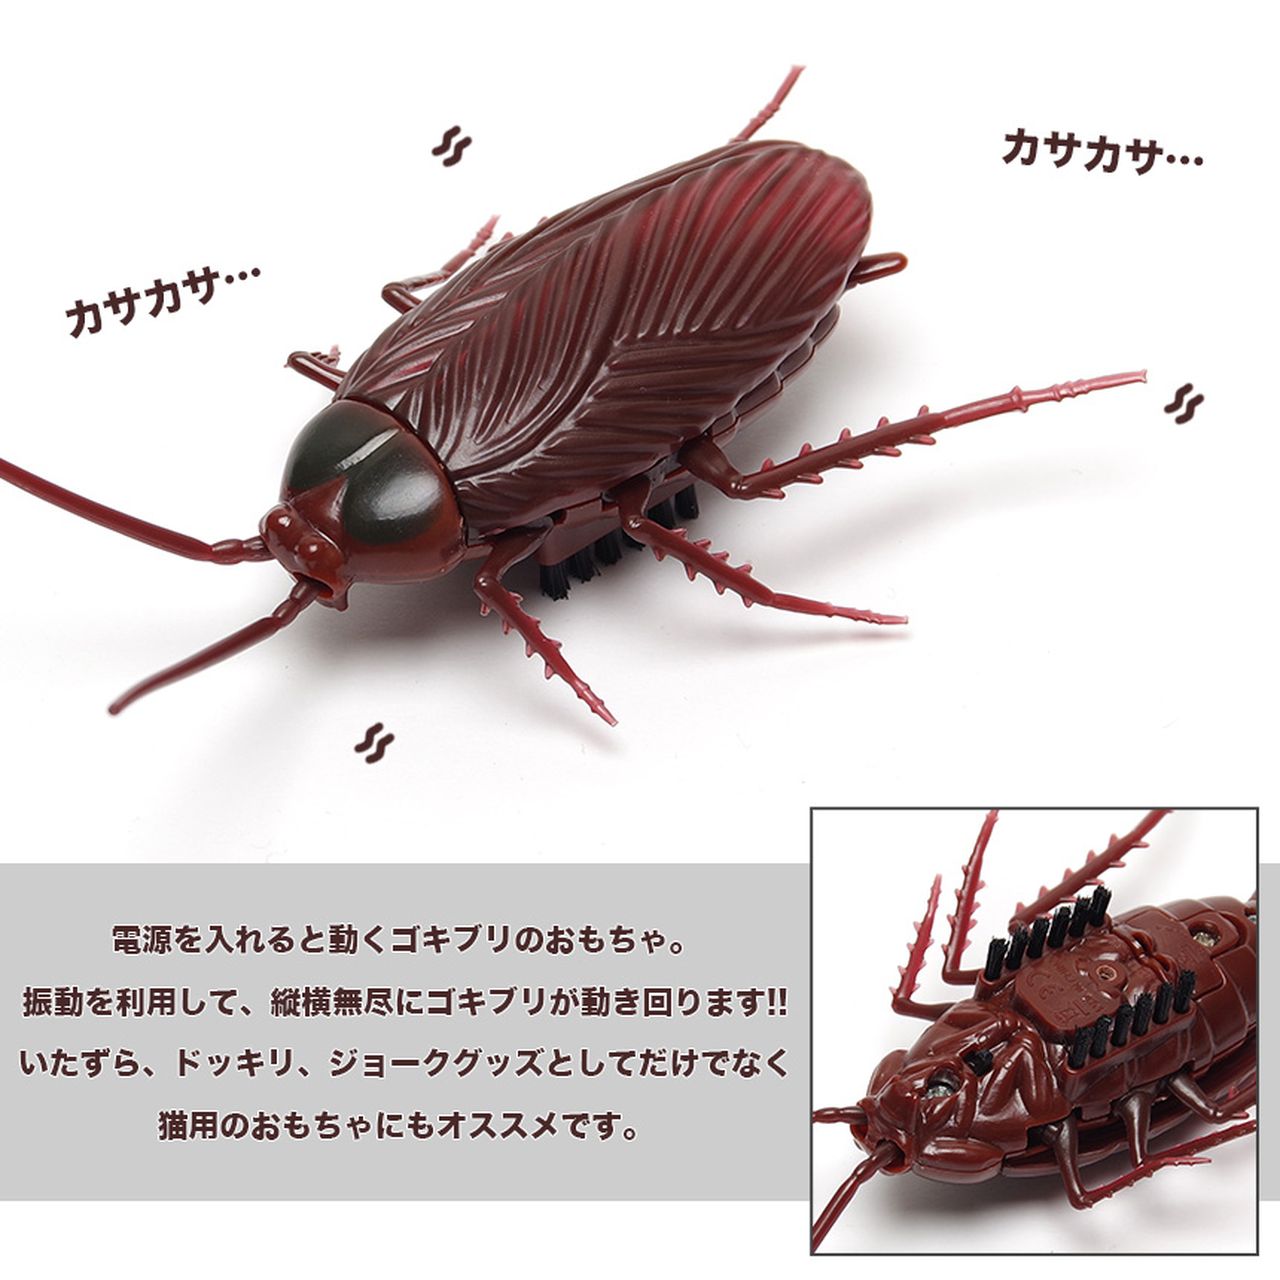 カサカサ…
カサカサ…
電源を入れると動くゴキブリのおもちゃ。
振動を利用して、縦横無尽にゴキブリが動き回ります!!
いたずら、ドッキリ、ジョークグッズとしてだけでなく
猫用のおもちゃにもオススメです。